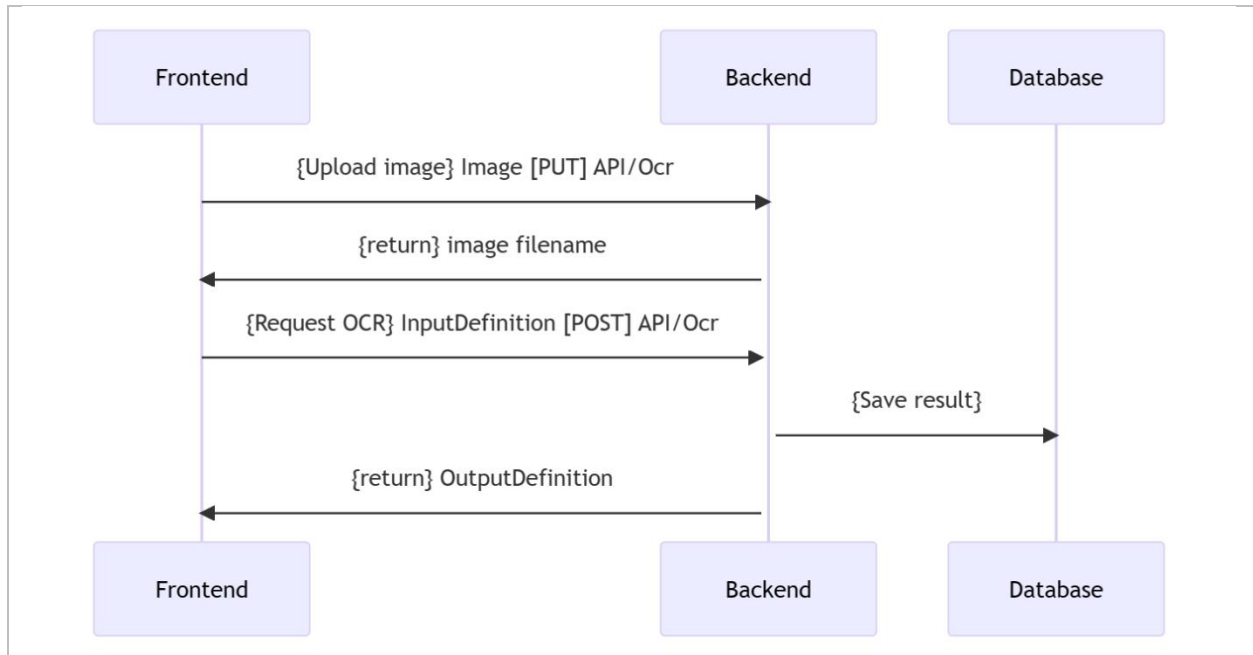 Frontend Backend Database
{Upload image} Image [PUT] API/Ocr
{return} image filename
{Request OCR} InputDefinition [POST] API/Ocr
{Save result}
{return} OutputDefinition
Frontend Backend Database